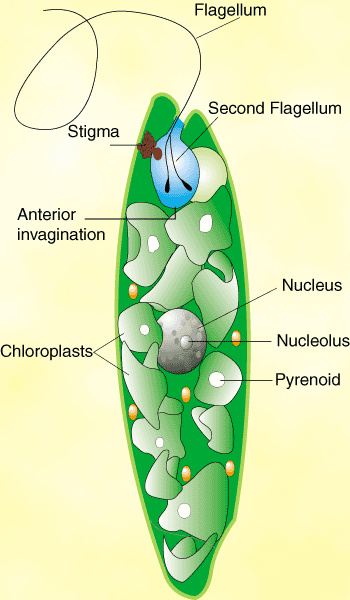 Flagellum
Second Flagellum
Stigma
Anterior
invagination
Nucleus
Nucleolus
Chloroplasts
Pyrenoid